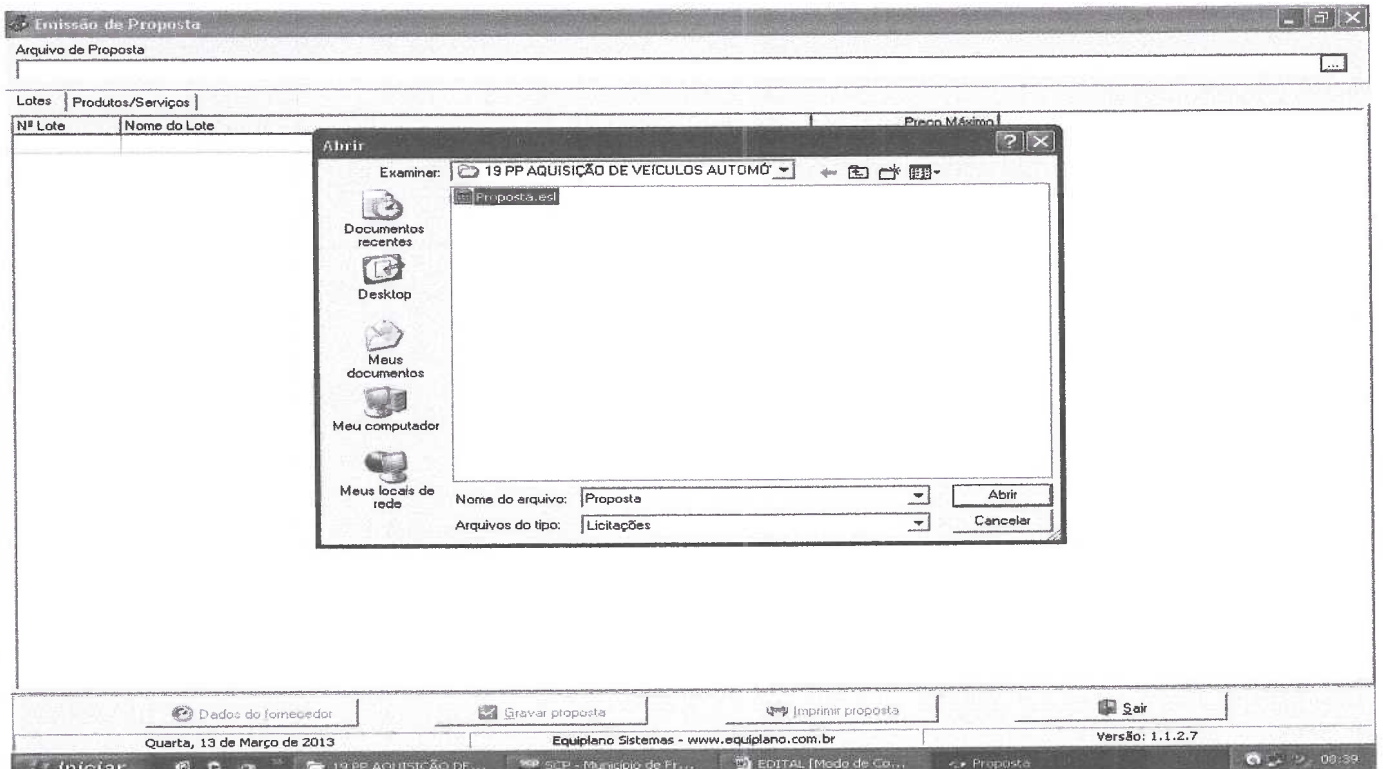 Emissão de Proposta
Arquivo de Proposta
...
Lotes Produtos/Serviços
Nº Lote Nome do Lote Preço Máximo
Abrir
Examinar: 19 PP AQUISIÇÃO DE VEÍCULOS AUTOMÓ
Proposta.esl
Documentos
recentes
Desktop
Meus
documentos
Meu computador
Meus locais de
rede
Nome do arquivo: Proposta Abrir
Arquivos do tipo: Licitações Cancelar
Dados do fornecedor Gravar proposta Imprimir proposta Sair
Quarta, 13 de Março de 2013 Equiplano Sistemas - www.equiplano.com.br Versão: 1.1.2.7
Iniciar 19 PP AQUISIÇÃO DE... SCP - Município de Fr... EDITAL [Modo de Co... Proposta 08:39